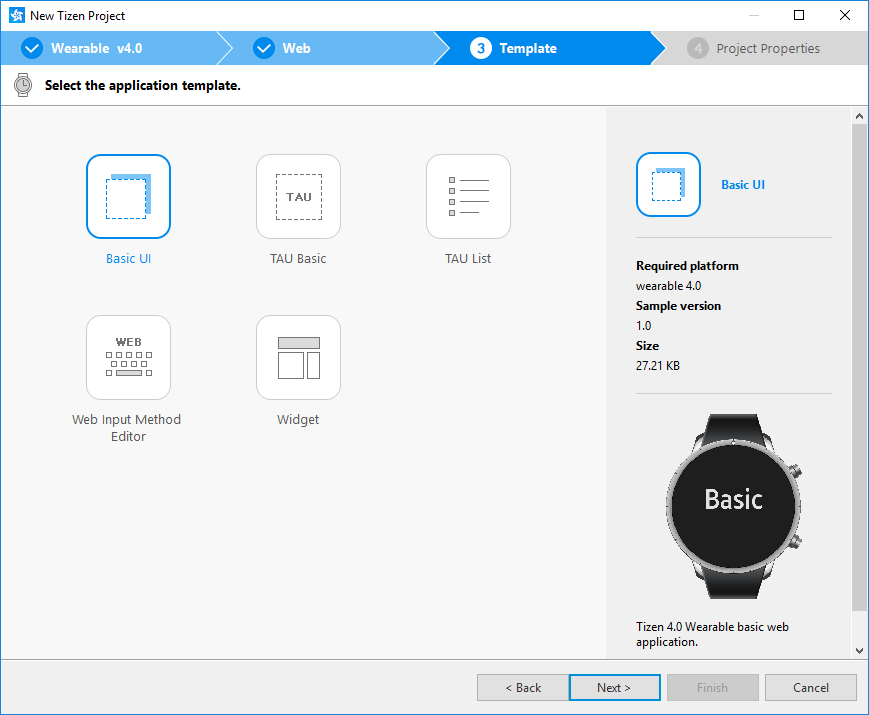 New Tizen Project
Wearable v4.0
Web
3 Template
4 Project Properties
Select the application template.
Basic UI
TAU
TAU Basic
TAU List
WEB
Web Input Method
Editor
Widget
Basic UI
Required platform
wearable 4.0
Sample version
1.0
Size
27.21 KB
Basic
Tizen 4.0 Wearable basic web
application.
< Back
Next >
Finish
Cancel